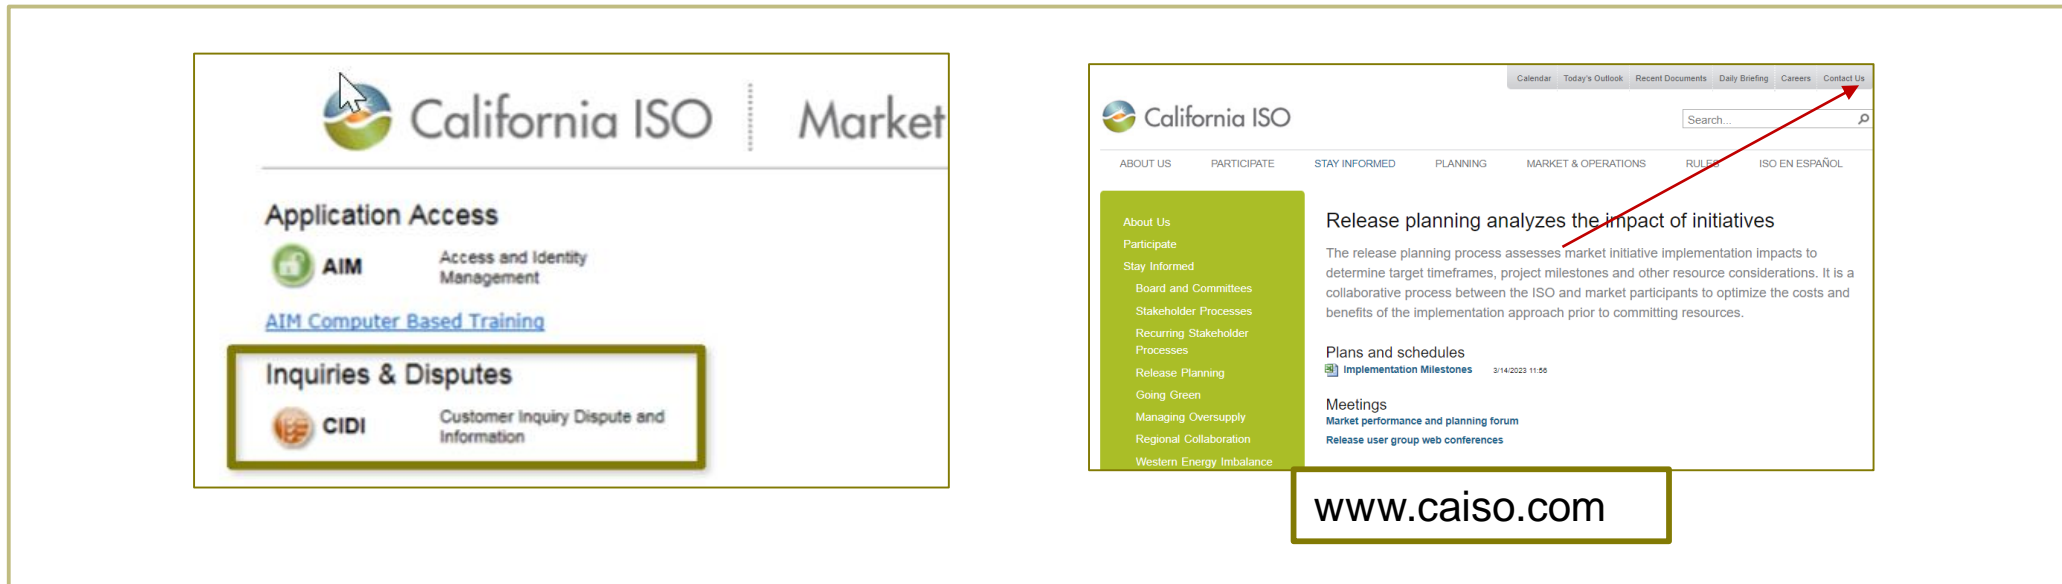 California ISO
Market
Application Access
AIM
Access and Identity
Management
AIM Computer Based Training
Inquiries & Disputes
CIDI
Customer Inquiry Dispute and
Information
Calendar Today's Outlook Recent Documents Daily Briefing Careers Contact Us
California ISO
Search...
ABOUT US PARTICIPATE STAY INFORMED PLANNING MARKET & OPERATIONS RULES ISO EN ESPAÑOL
About Us
Participate
Stay Informed
Board and Committees
Stakeholder Processes
Recurring Stakeholder
Processes
Release Planning
Going Green
Managing Oversupply
Regional Collaboration
Western Energy Imbalance
Release planning analyzes the impact of initiatives
The release planning process assesses market initiative implementation impacts to
determine target timeframes, project milestones and other resource considerations. It is a
collaborative process between the ISO and market participants to optimize the costs and
benefits of the implementation approach prior to committing resources.
Plans and schedules
Implementation Milestones 3/14/2023 11:56
Meetings
Market performance and planning forum
Release user group web conferences
www.caiso.com